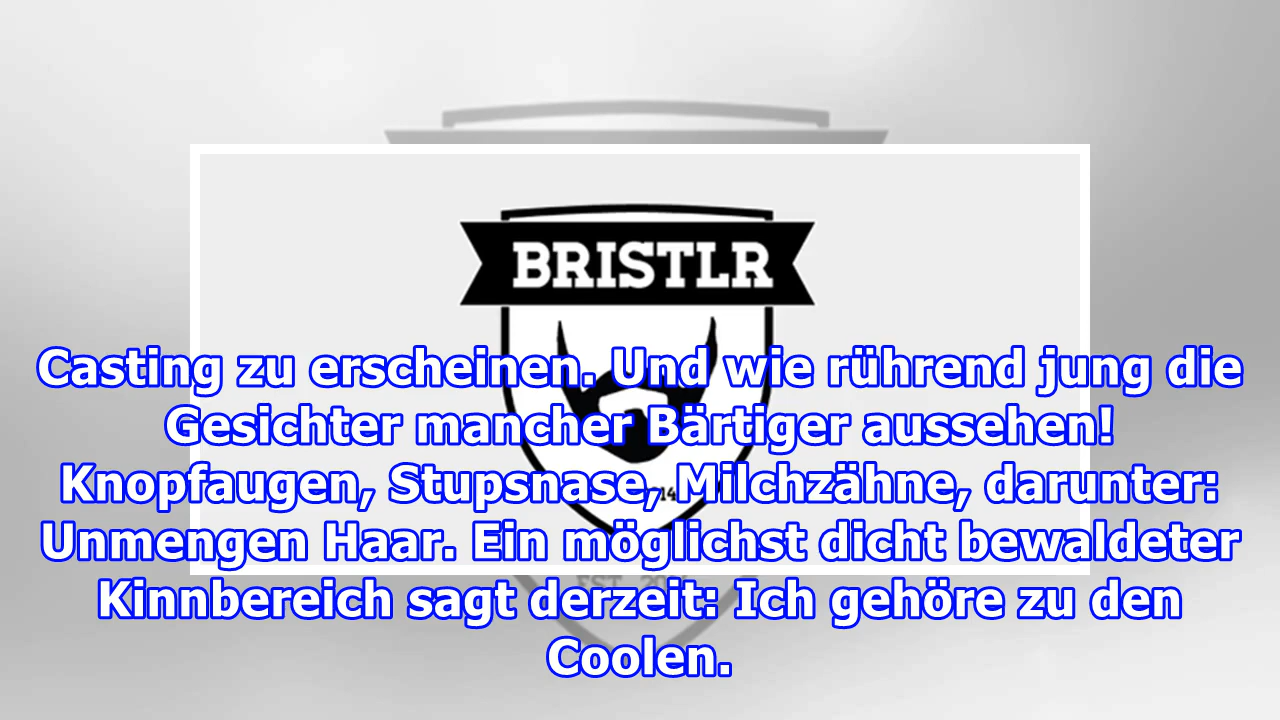 BRISTLR
Casting zu erscheinen. Und wie rührend jung die
Gesichter mancher Bärtiger aussehen!
Knopfaugen, Stupsnase, Milchzähne, darunter:
Unmengen Haar. Ein möglichst dicht bewaldeter
Kinnbereich sagt derzeit: Ich gehöre zu den
Coolen.